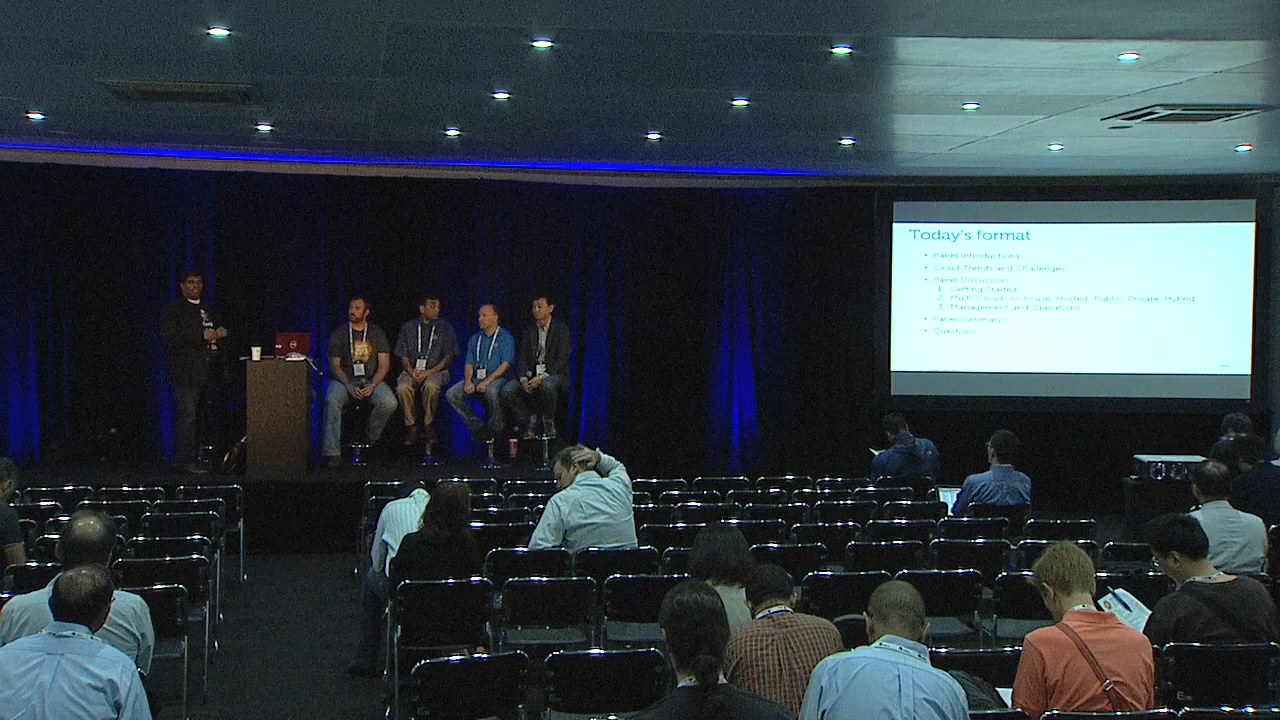 Today's format
• Panel Introductions
• Cloud Trends and Challenges
• Panel Discussion
1. Getting Started
2. Multi-Cloud, In-house, Hosted, Public, Private, Hybrid
3. Management and Operations
• Panel Summary
• Questions